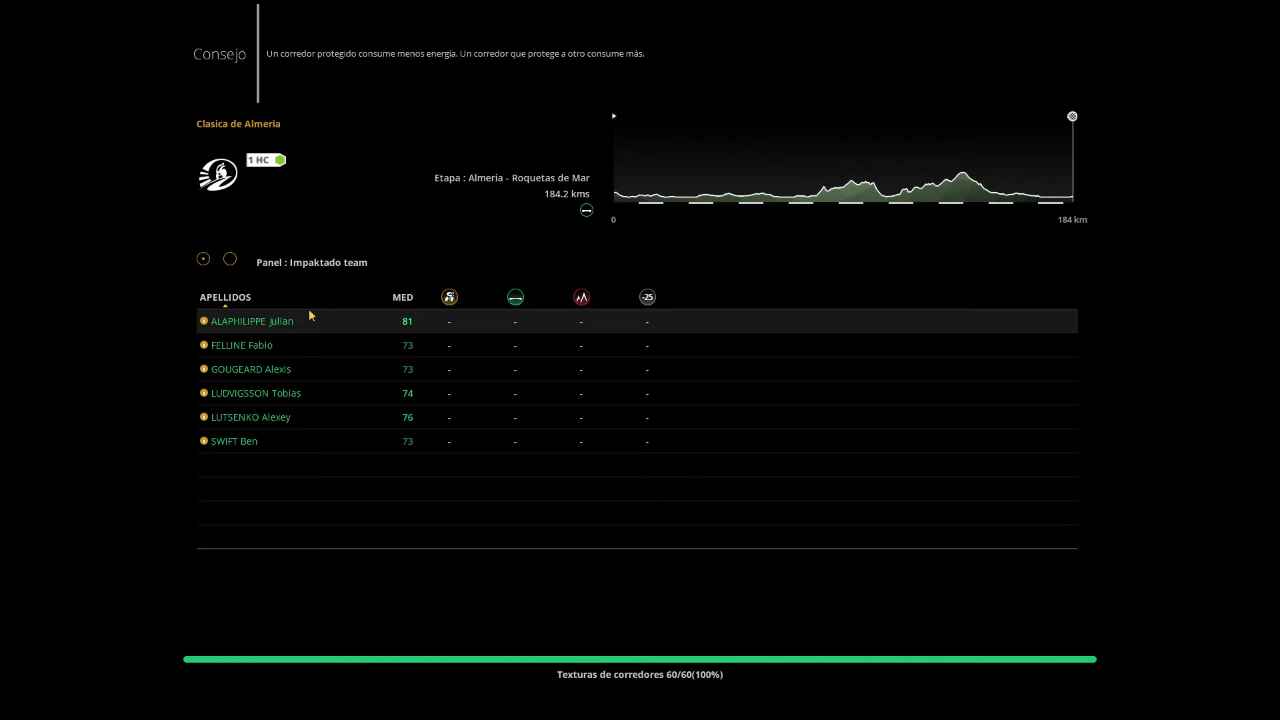 Consejo
Un corredor protegido consume menos energía. Un corredor que protege a otro consume más.
Clasica de Almeria
1 HC
Etapa : Almeria - Roquetas de Mar
184.2 kms
0
184 km
Panel : Impaktado team
APELLIDOS MED -25
ALAPHILIPPE Julian 81 - - - -
FELLINE Fabio 73 - - - -
GOUGEARD Alexis 73 - - - -
LUDVIGSSON Tobias 74 - - - -
LUTSENKO Alexey 76 - - - -
SWIFT Ben 73 - - - -
Texturas de corredores 60/60(100%)